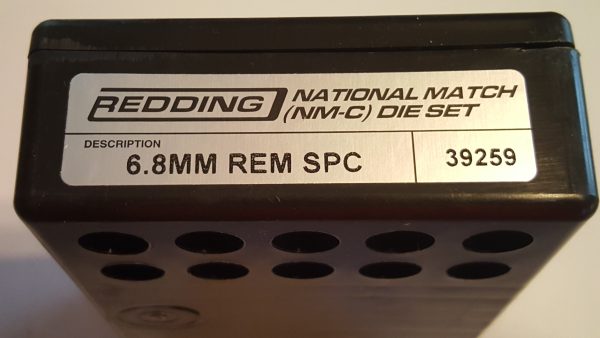 REDDING NATIONAL MATCH
(NM-C) DIE SET
DESCRIPTION
6.8MM REM SPC 39259